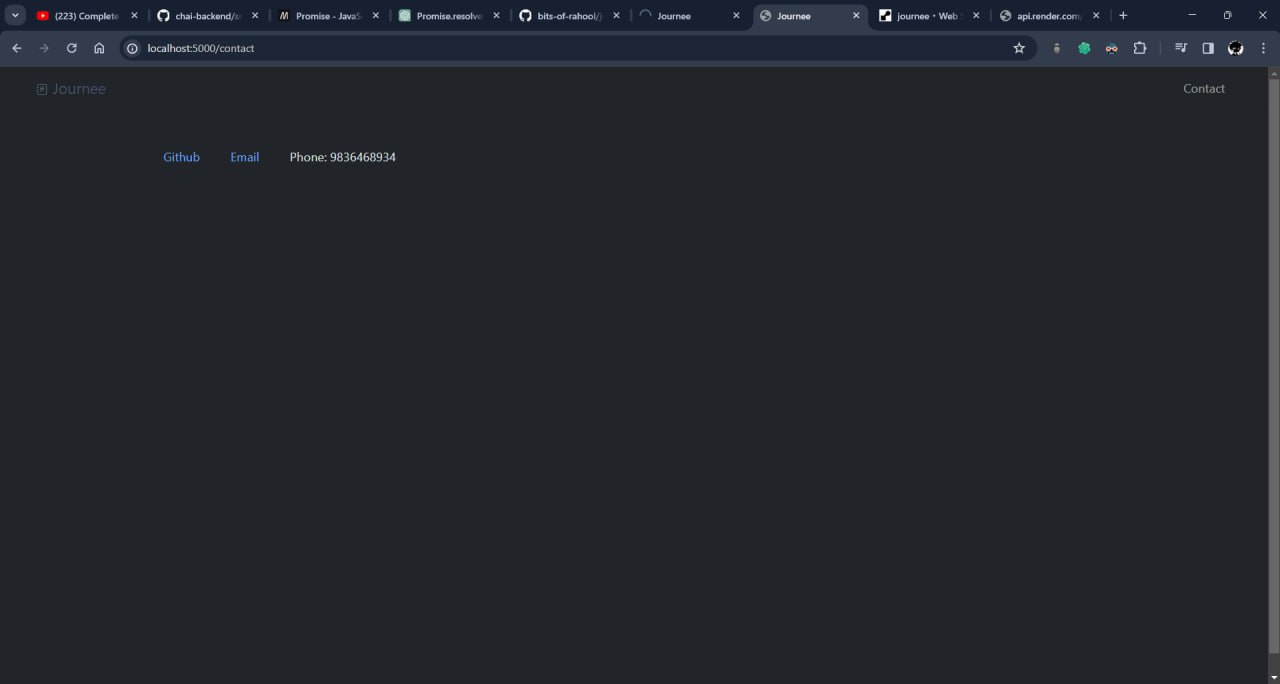 (223) Complete
chai-backend/sr
Promise - JavaS
Promise.resolve
bits-of-rahool/j
Journee
Journee
journee · Web S
api.render.com/
localhost:5000/contact
Journee
Contact
Github Email Phone: 9836468934